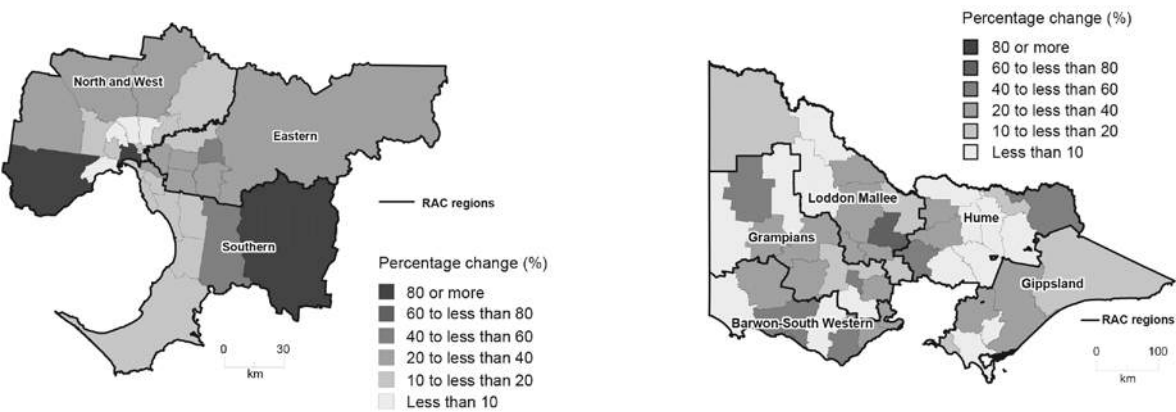 North and West
Eastern
RAC regions
Southern
Percentage change (%)
80 or more
60 to less than 80
40 to less than 60
20 to less than 40
10 to less than 20
Less than 10
0 30
km
Percentage change (%)
80 or more
60 to less than 80
40 to less than 60
20 to less than 40
10 to less than 20
Less than 10
Loddon Mallee
Hume
Grampians
Gippsland
Barwon-South Western
RAC regions
0 100
km